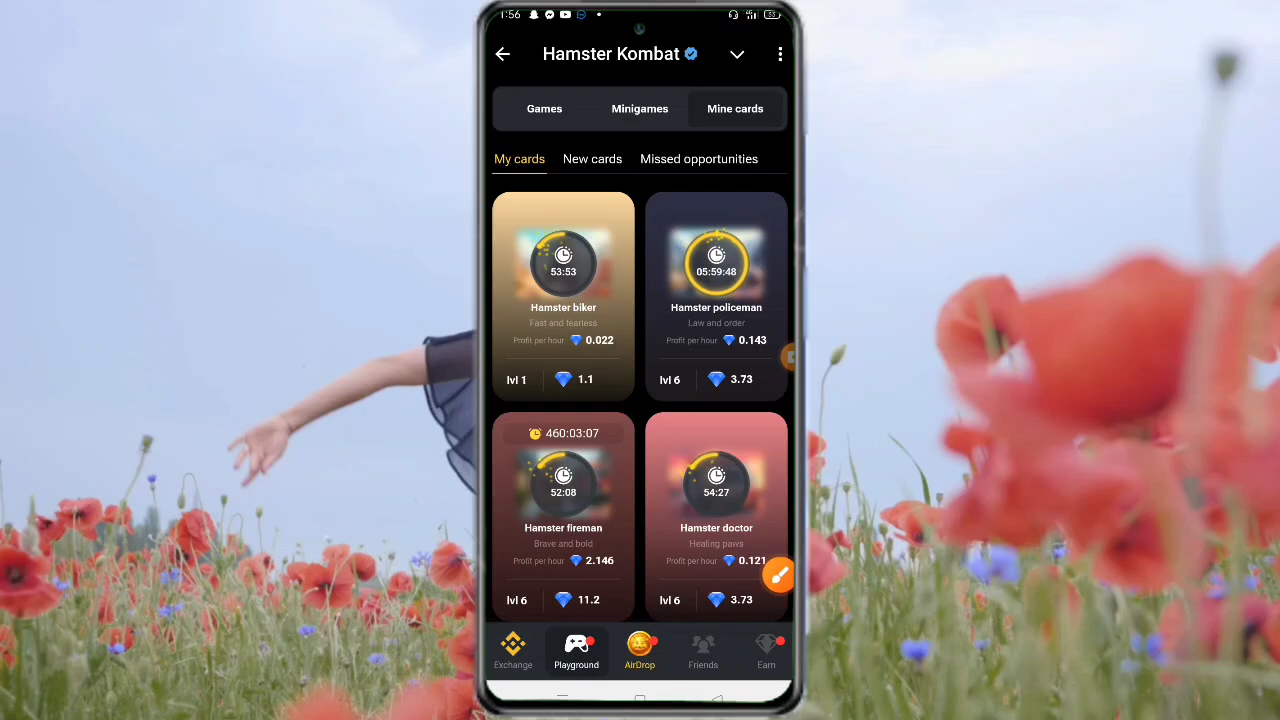 1:56
Hamster Kombat
Games Minigames Mine cards
My cards New cards Missed opportunities
53:53
Hamster biker
Fast and fearless
Profit per hour 0.022
lvl 1 1.1
05:59:48
Hamster policeman
Law and order
Profit per hour 0.143
lvl 6 3.73
460:03:07
52:08
Hamster fireman
Brave and bold
Profit per hour 2.146
lvl 6 11.2
54:27
Hamster doctor
Healing paws
Profit per hour 0.121
lvl 6 3.73
Exchange Playground AirDrop Friends Earn